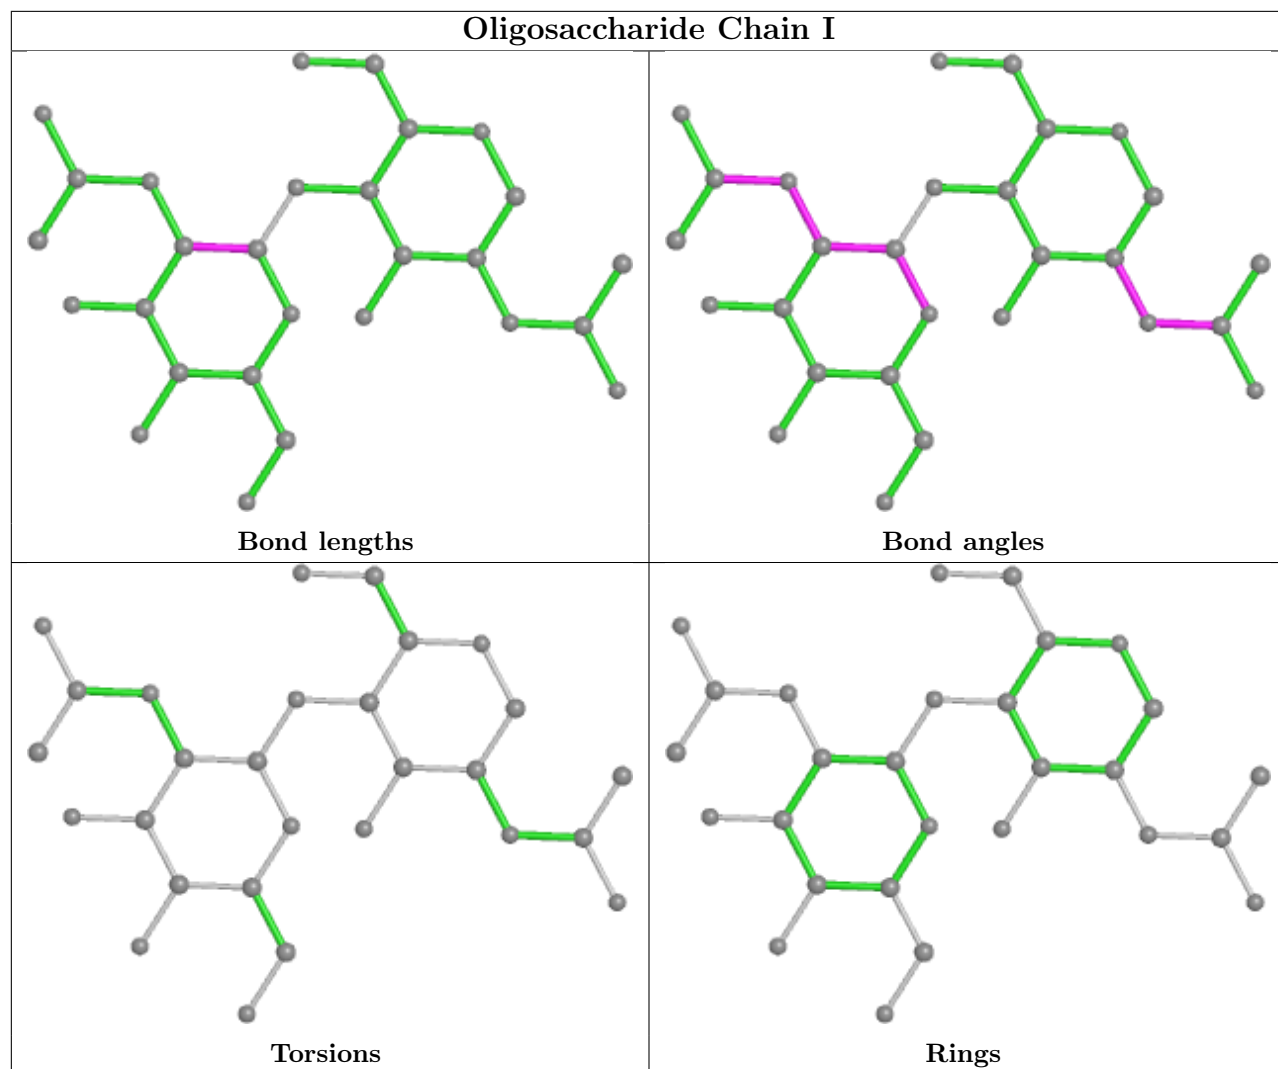 Oligosaccharide Chain I
Bond lengths
Bond angles
Torsions
Rings